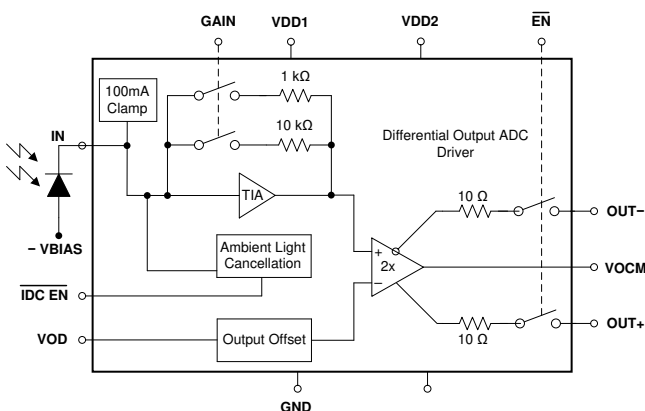 GAIN
VDD1
VDD2
EN
100mA
Clamp
1 kΩ
10 kΩ
IN
Differential Output ADC
Driver
TIA
10 Ω
OUT−
− VBIAS
Ambient Light
Cancellation
+
2x
−
VOCM
IDC EN
VOD
Output Offset
10 Ω
OUT+
GND